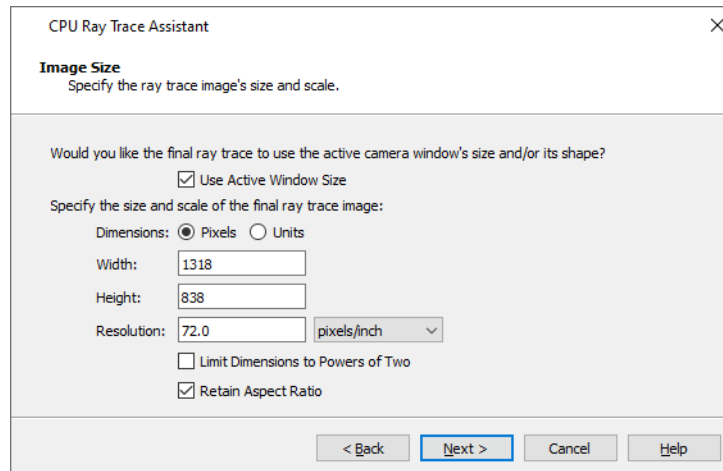 CPU Ray Trace Assistant
Image Size
Specify the ray trace image's size and scale.
Would you like the final ray trace to use the active camera window's size and/or its shape?
Use Active Window Size
Specify the size and scale of the final ray trace image:
Dimensions: Pixels Units
Width: 1318
Height: 838
Resolution: 72.0 pixels/inch
Limit Dimensions to Powers of Two
Retain Aspect Ratio
< Back Next > Cancel Help